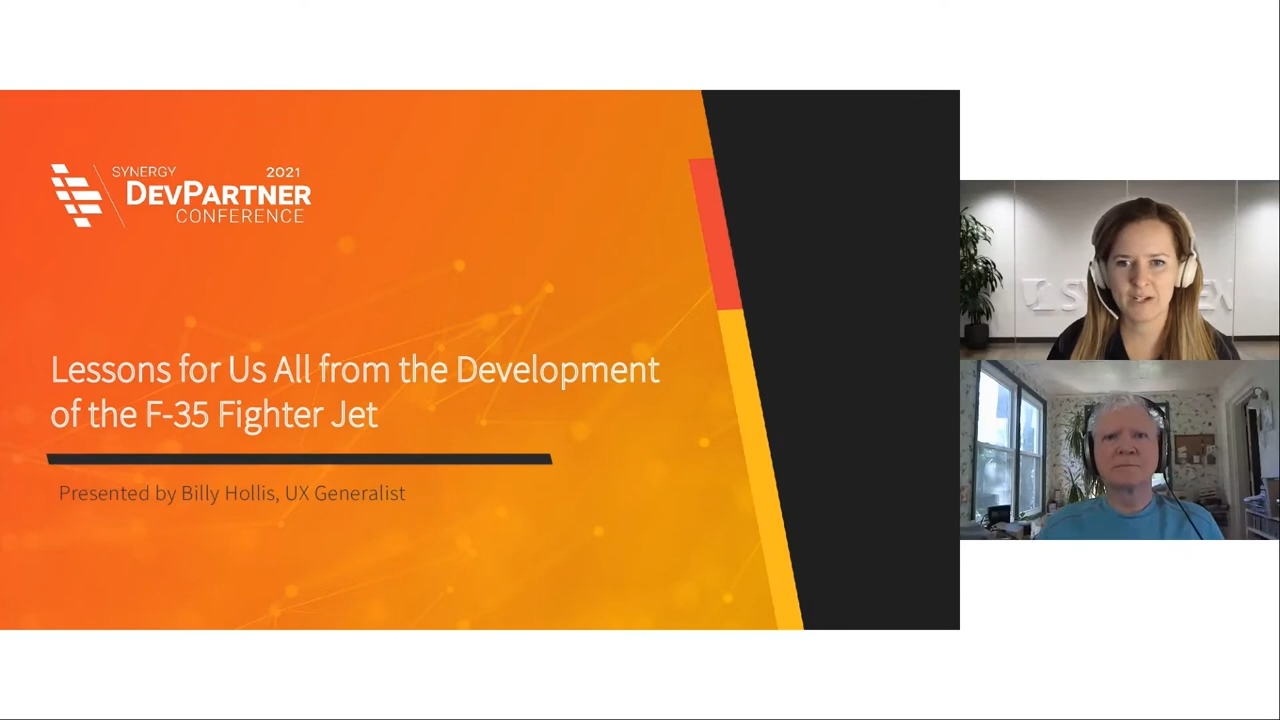 SYNERGY 2021
DEVPARTNER
CONFERENCE
Lessons for Us All from the Development
of the F-35 Fighter Jet
Presented by Billy Hollis, UX Generalist